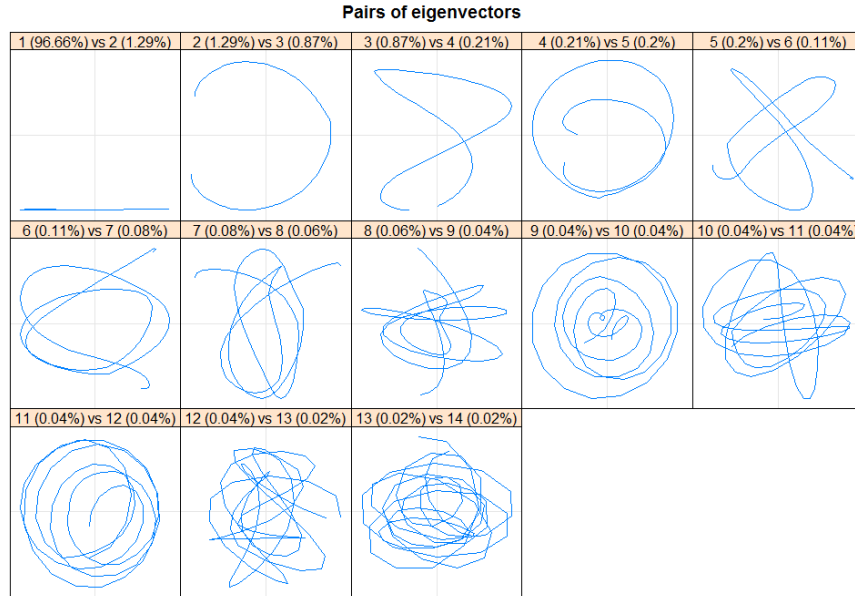 Pairs of eigenvectors
1 (96.66%) vs 2 (1.29%)
2 (1.29%) vs 3 (0.87%)
3 (0.87%) vs 4 (0.21%)
4 (0.21%) vs 5 (0.2%)
5 (0.2%) vs 6 (0.11%)
6 (0.11%) vs 7 (0.08%)
7 (0.08%) vs 8 (0.06%)
8 (0.06%) vs 9 (0.04%)
9 (0.04%) vs 10 (0.04%)
10 (0.04%) vs 11 (0.04%
11 (0.04%) vs 12 (0.04%)
12 (0.04%) vs 13 (0.02%)
13 (0.02%) vs 14 (0.02%)